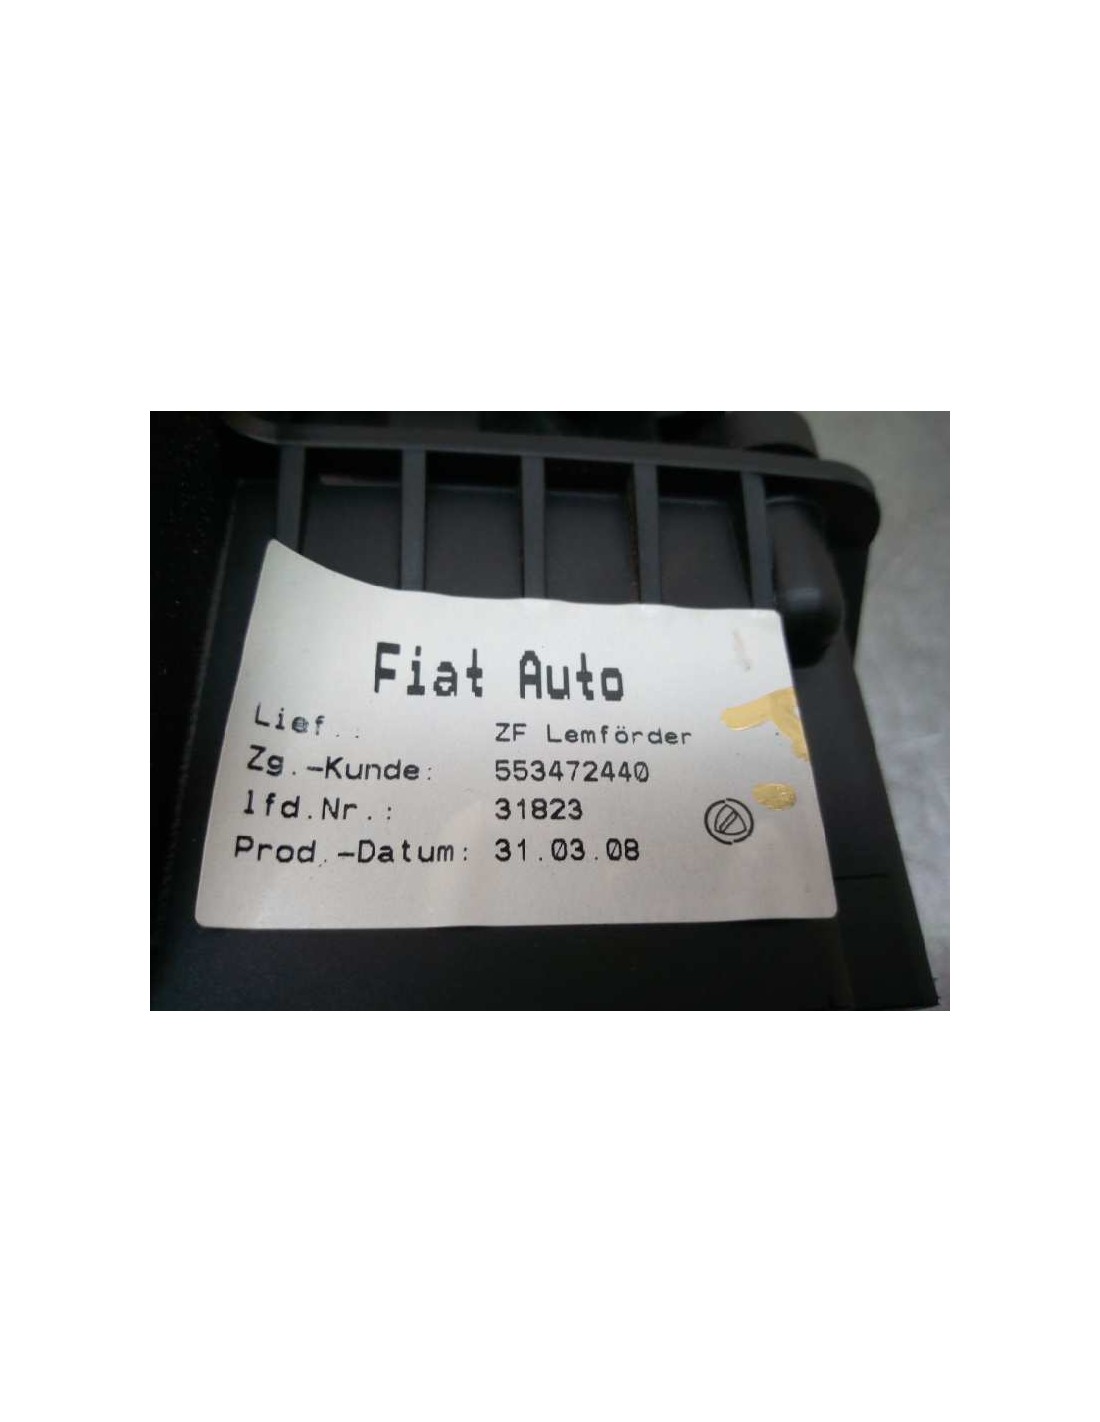 Fiat Auto
Lief..: ZF Lemförder
Zg.-Kunde: 553472440
lfd.Nr.: 31823
Prod.-Datum: 31.03.08